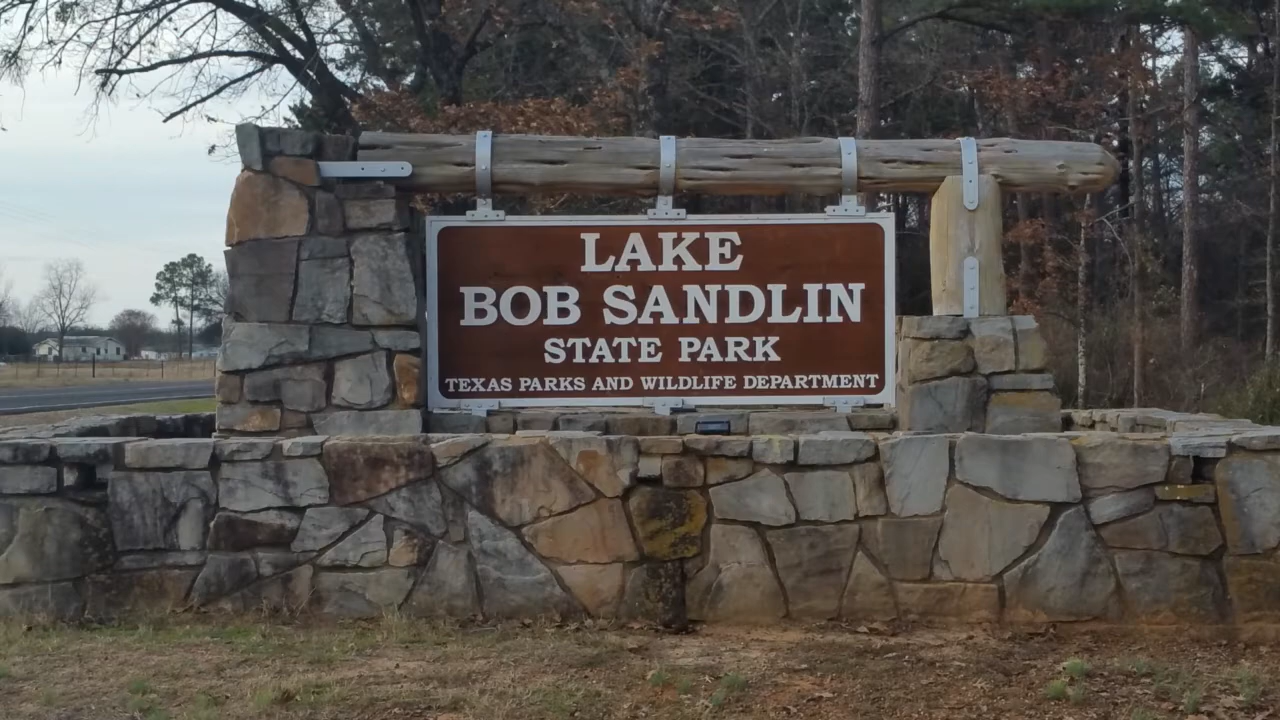 LAKE
BOB SANDLIN
STATE PARK
TEXAS PARKS AND WILDLIFE DEPARTMENT